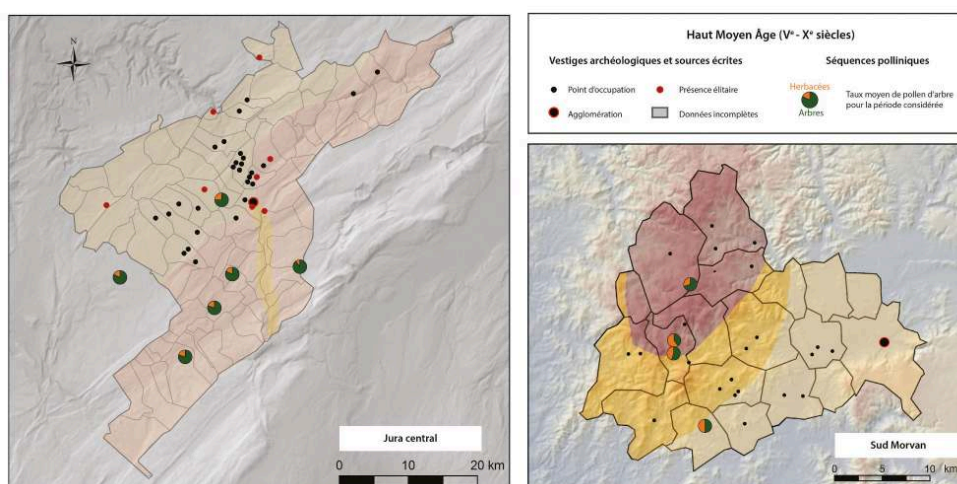 N
Jura central
0 10 20 km
Haut Moyen Âge (Ve - Xe siècles)
Vestiges archéologiques et sources écrites
Point d'occupation
Présence élitaire
Agglomération
Données incomplètes
Séquences polliniques
Herbacées
Arbres
Taux moyen de pollen d'arbre
pour la période considérée
Sud Morvan
0 5 10 km